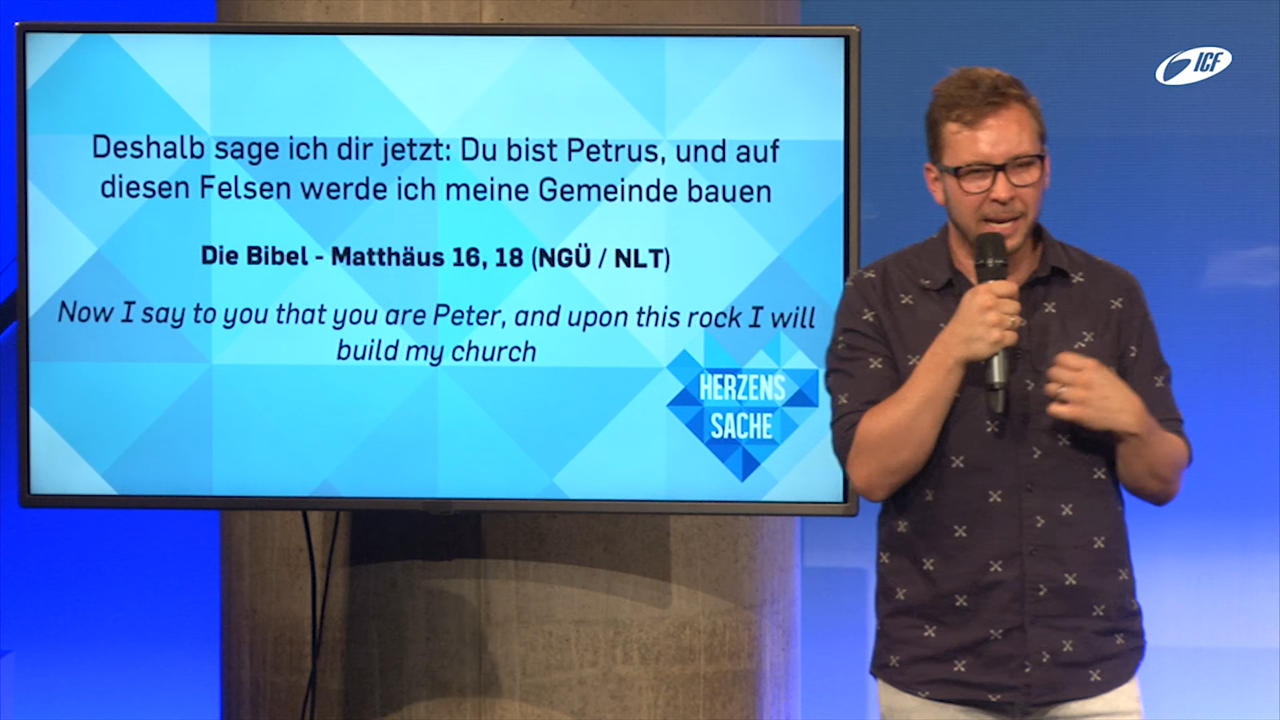 ICF
Deshalb sage ich dir jetzt: Du bist Petrus, und auf
diesen Felsen werde ich meine Gemeinde bauen
Die Bibel - Matthäus 16, 18 (NGÜ / NLT)
Now I say to you that you are Peter, and upon this rock I will
build my church
HERZENS
SACHE